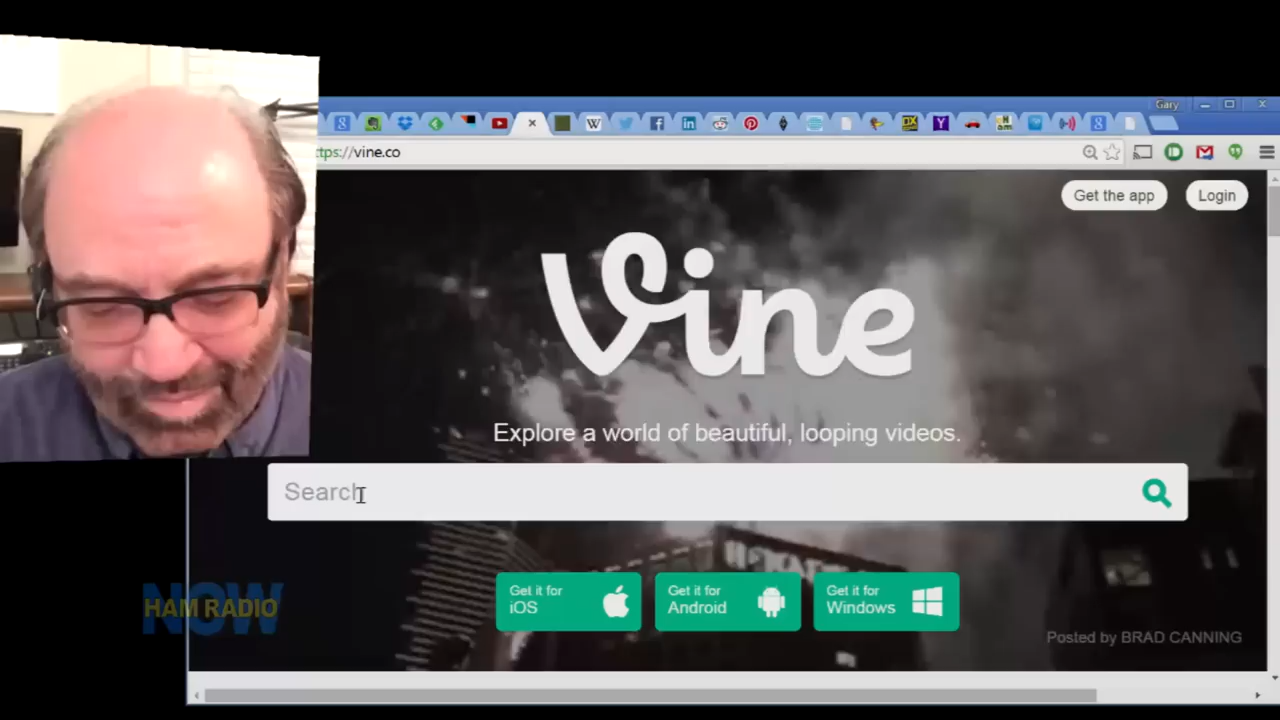 Gary
ttps://vine.co
Get the app
Login
Vine
Explore a world of beautiful, looping videos.
Search
Get it for
iOS
Get it for
Android
Get it for
Windows
NOW
HAM RADIO
Posted by BRAD CANNING